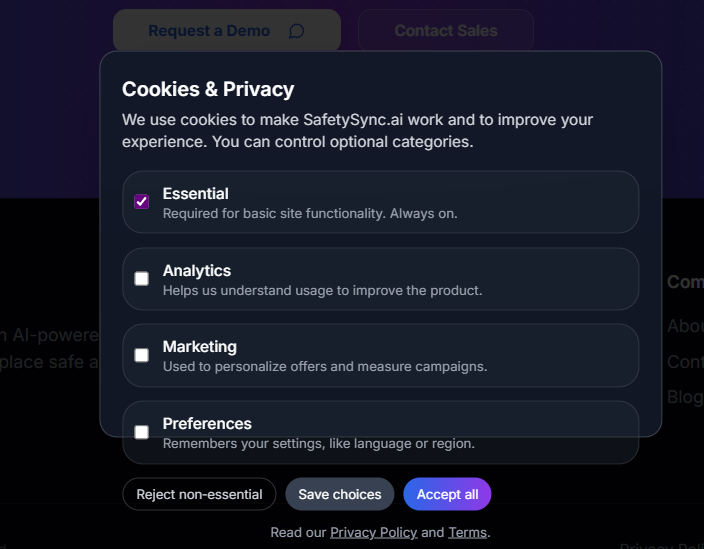 Request a Demo
Contact Sales
Cookies & Privacy
We use cookies to make SafetySync.ai work and to improve your
experience. You can control optional categories.
Essential
Required for basic site functionality. Always on.
Analytics
Helps us understand usage to improve the product.
Marketing
Used to personalize offers and measure campaigns.
Preferences
Remembers your settings, like language or region.
Reject non-essential
Save choices
Accept all
Read our Privacy Policy and Terms.
AI-powere
place safe a
Com
Abou
Cont
Blog